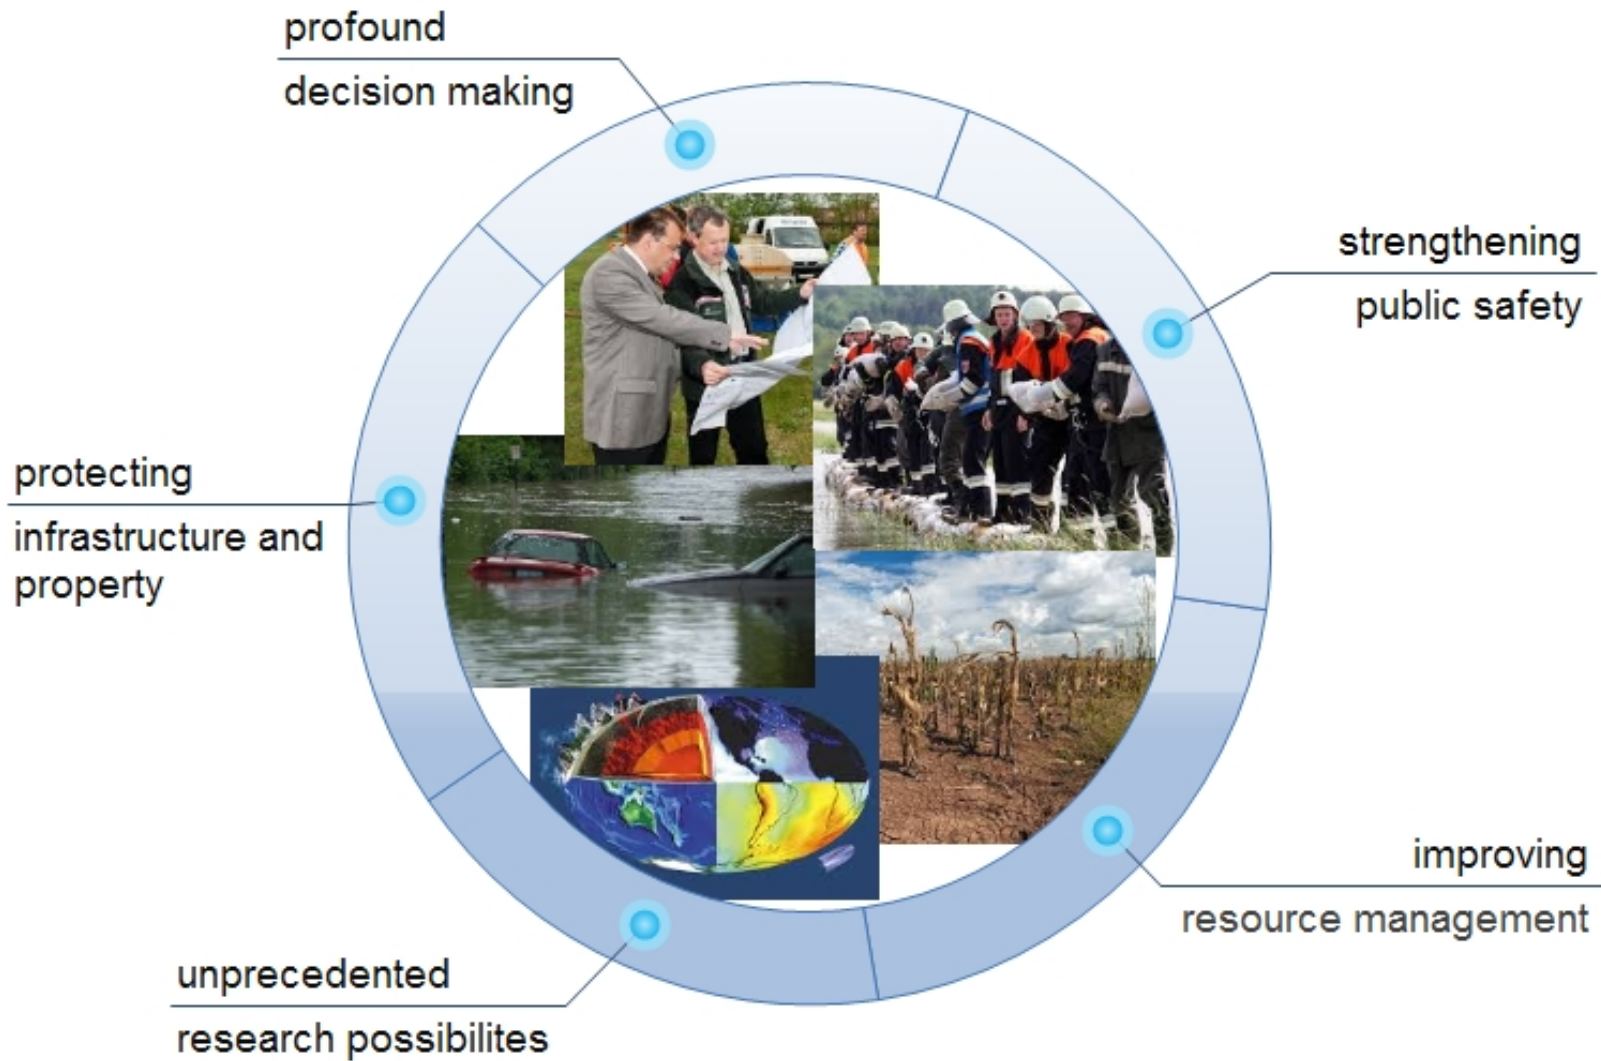 profound
decision making
strengthening
public safety
protecting
infrastructure and
property
improving
resource management
unprecedented
research possibilites